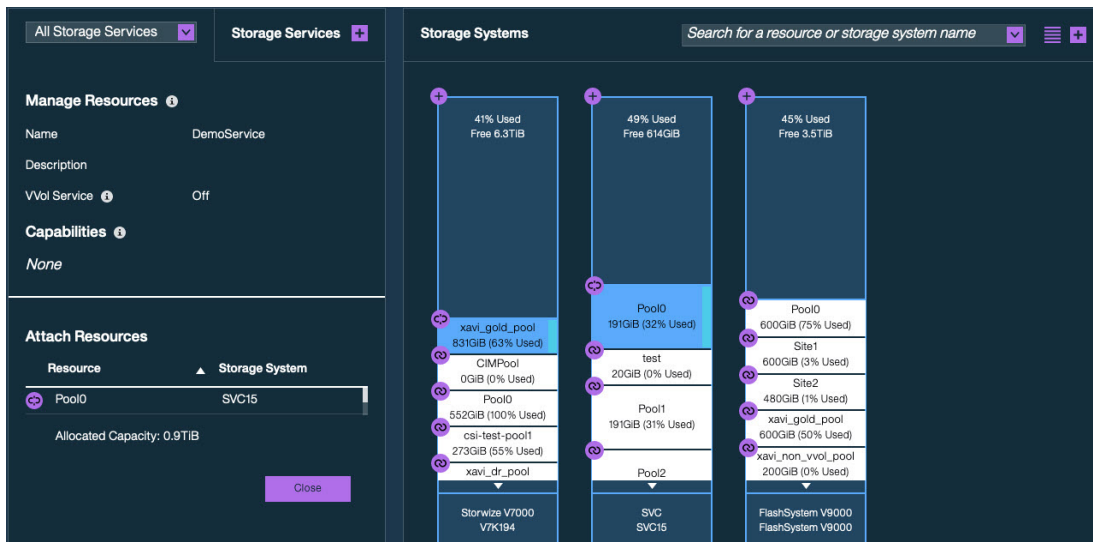 All Storage Services
Storage Services
Storage Systems
Search for a resource or storage system name
Manage Resources
Name DemoService
Description
VVol Service Off
Capabilities
None
Attach Resources
Resource Storage System
Pool0 SVC15
Allocated Capacity: 0.9TiB
Close
41% Used
Free 6.3TiB
xavi_gold_pool
831GiB (63% Used)
CIMPool
0GiB (0% Used)
Pool0
552GiB (100% Used)
csi-test-pool1
273GiB (55% Used)
xavi_dr_pool
Storwize V7000
V7K194
49% Used
Free 614GiB
Pool0
191GiB (32% Used)
test
20GiB (0% Used)
Pool1
191GiB (31% Used)
Pool2
SVC
SVC15
45% Used
Free 3.5TiB
Pool0
600GiB (75% Used)
Site1
600GiB (3% Used)
Site2
480GiB (1% Used)
xavi_gold_pool
600GiB (50% Used)
xavi_non_vvol_pool
200GiB (0% Used)
FlashSystem V9000
FlashSystem V9000